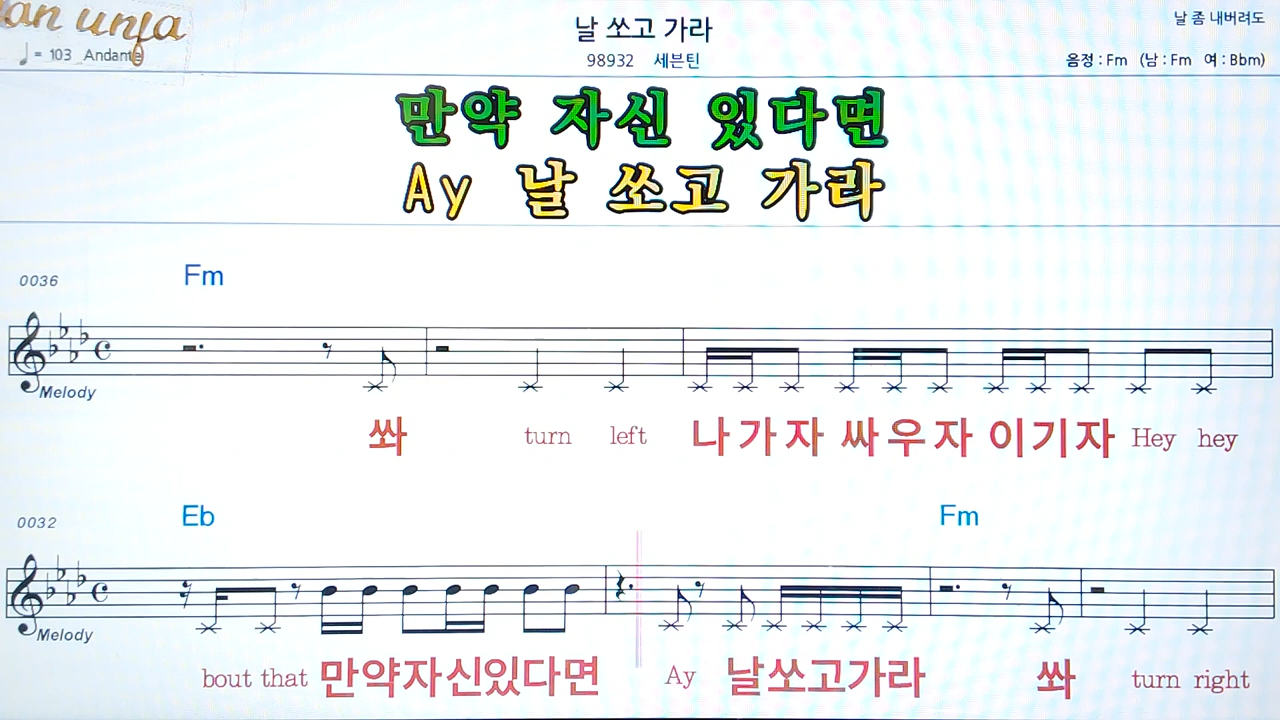 ♩ = 103 Andante
날 쏘고 가라
98932 세븐틴
날 좀 내버려도
음정 : Fm (남 : Fm 여 : Bbm)
만약 자신 있다면
Ay 날 쏘고 가라
0036 Fm
Melody
쏴 turn left 나가자 싸우자 이기자 Hey hey
0032 Eb Fm
Melody
bout that 만약자신있다면 Ay 날쏘고가라 쏴 turn right